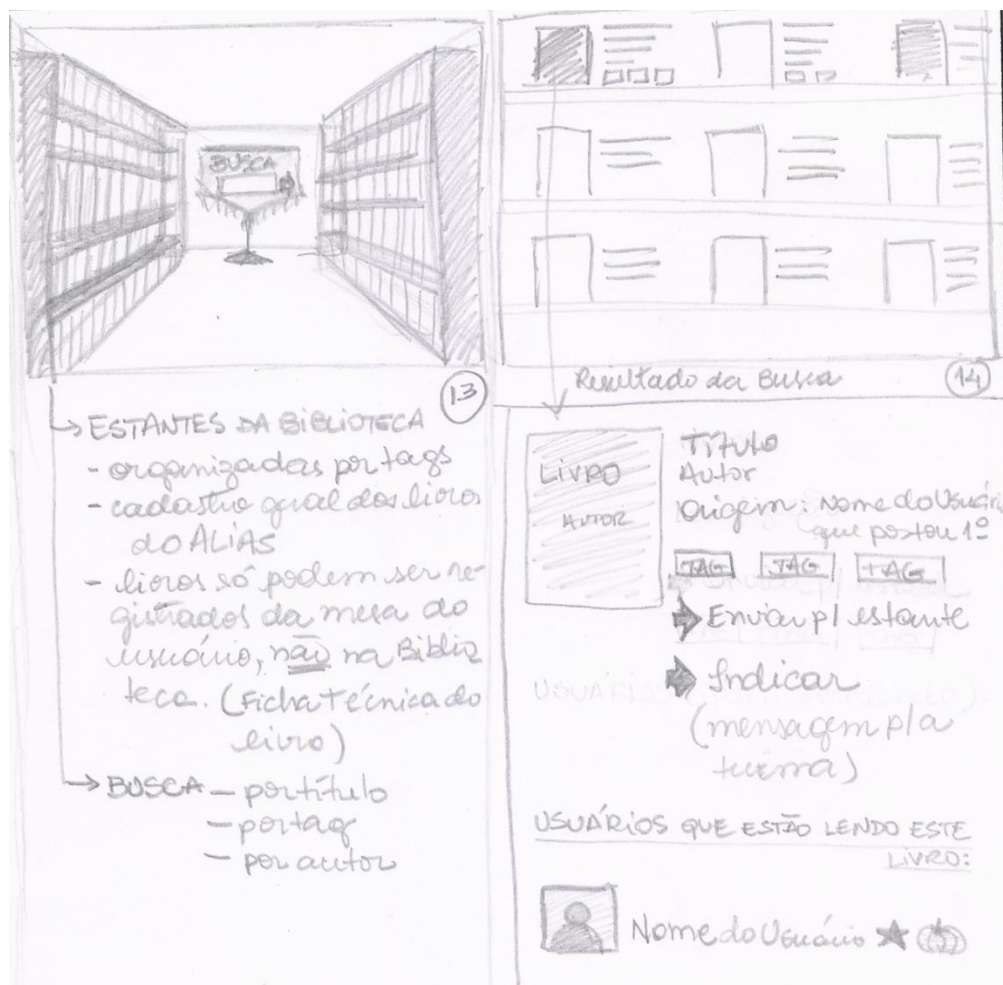 BUSCA
13
→ ESTANTES DA BIBLIOTECA
- organizadas por tags
- cadastro geral dos livros
do ALIAS
- livros só podem ser re-
gistrados da mesa do
usuário, não na Biblio
teca. (Ficha técnica do
livro)
→ BUSCA - por título
- por tag
- por autor
Resultado da Busca
14
LIVRO
AUTOR
Título
Autor
Origem: Nome do Usuário
que postou 1º
TAG TAG +TAG
Enviar p/ estante
Indicar
(mensagem p/ a
turma)
USUÁRIOS QUE ESTÃO LENDO ESTE
LIVRO:
Nome do Usuário